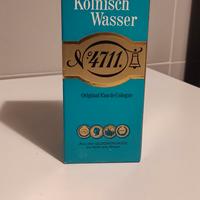 Kölnisch
Wasser
No 4711.
Original Eau de Cologne